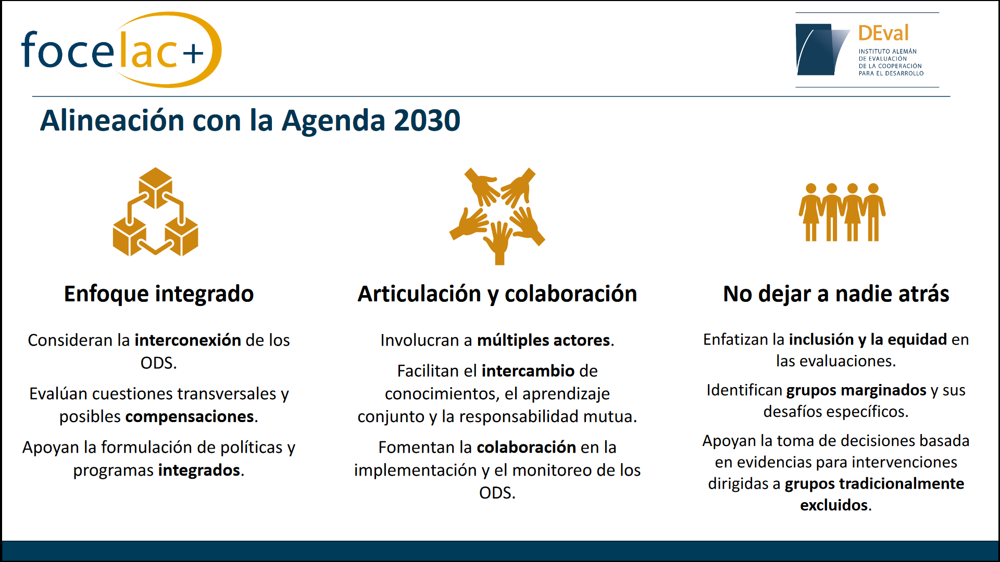 focelac+
DEval
INSTITUTO ALEMÁN
DE EVALUACIÓN
DE LA COOPERACIÓN
PARA EL DESARROLLO
Alineación con la Agenda 2030
Enfoque integrado
Consideran la interconexión de los
ODS.
Evalúan cuestiones transversales y
posibles compensaciones.
Apoyan la formulación de políticas y
programas integrados.
Articulación y colaboración
Involucran a múltiples actores.
Facilitan el intercambio de
conocimientos, el aprendizaje
conjunto y la responsabilidad mutua.
Fomentan la colaboración en la
implementación y el monitoreo de los
ODS.
No dejar a nadie atrás
Enfatizan la inclusión y la equidad en
las evaluaciones.
Identifican grupos marginados y sus
desafíos específicos.
Apoyan la toma de decisiones basada
en evidencias para intervenciones
dirigidas a grupos tradicionalmente
excluidos.